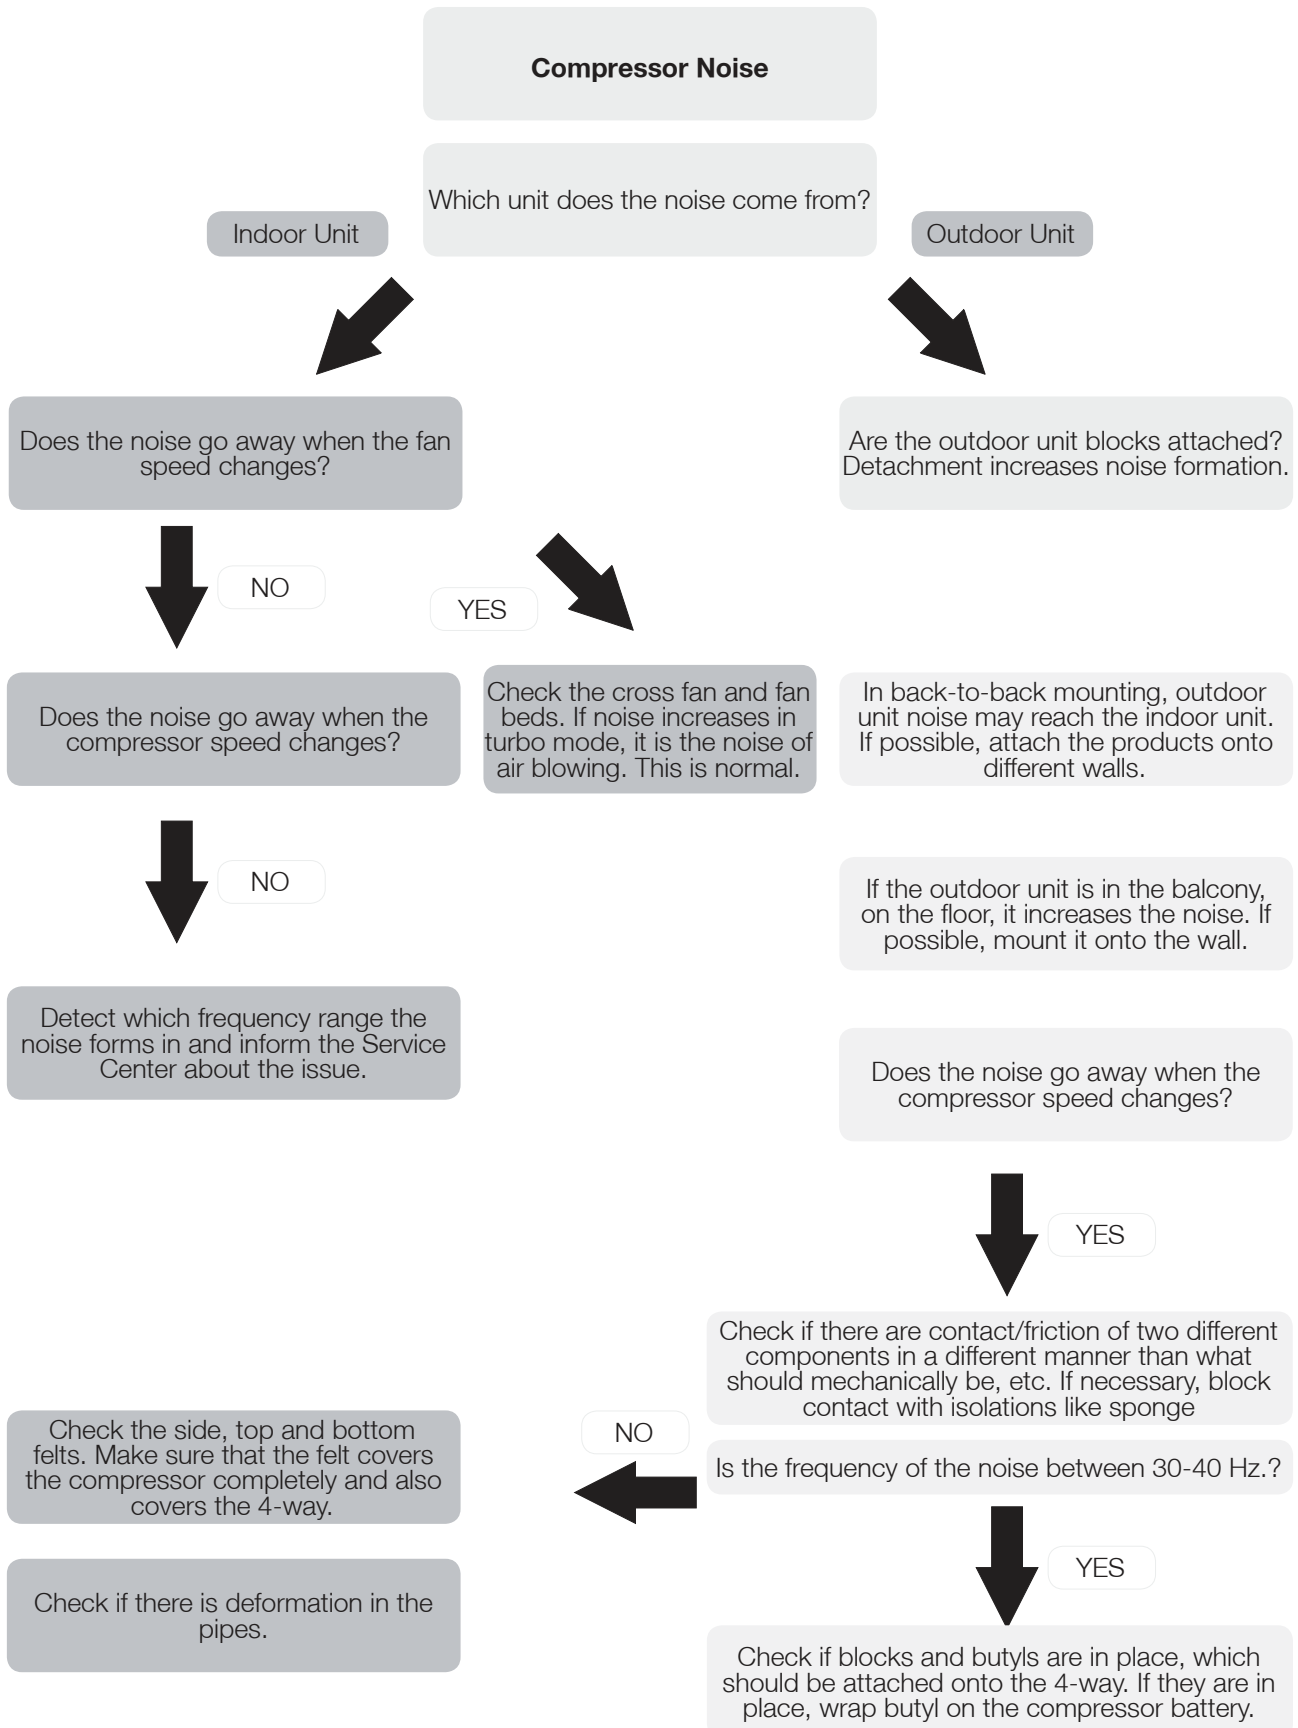 Compressor Noise
Which unit does the noise come from?
Indoor Unit
Outdoor Unit
Does the noise go away when the fan
speed changes?
Are the outdoor unit blocks attached?
Detachment increases noise formation.
NO
YES
Does the noise go away when the
compressor speed changes?
Check the cross fan and fan
beds. If noise increases in
turbo mode, it is the noise of
air blowing. This is normal.
In back-to-back mounting, outdoor
unit noise may reach the indoor unit.
If possible, attach the products onto
different walls.
NO
If the outdoor unit is in the balcony,
on the floor, it increases the noise. If
possible, mount it onto the wall.
Detect which frequency range the
noise forms in and inform the Service
Center about the issue.
Does the noise go away when the
compressor speed changes?
YES
Check if there are contact/friction of two different
components in a different manner than what
should mechanically be, etc. If necessary, block
contact with isolations like sponge
NO
Is the frequency of the noise between 30-40 Hz.?
Check the side, top and bottom
felts. Make sure that the felt covers
the compressor completely and also
covers the 4-way.
YES
Check if there is deformation in the
pipes.
Check if blocks and butyls are in place, which
should be attached onto the 4-way. If they are in
place, wrap butyl on the compressor battery.